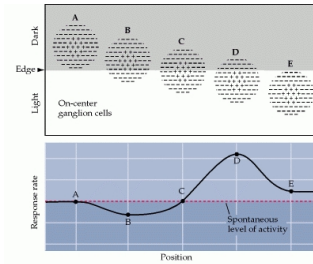 Dark
Edge
Light
A
B
C
D
E
On-center
ganglion cells
Response rate
A
B
C
D
E
Spontaneous
level of activity
Position